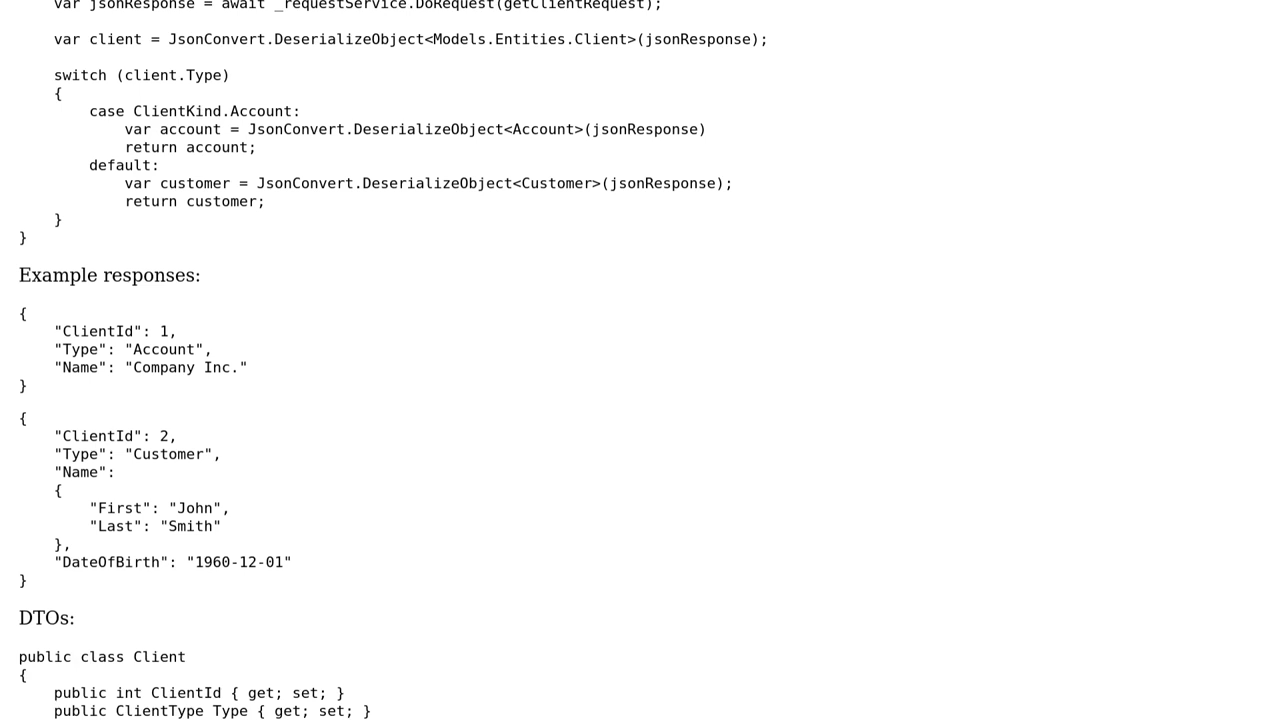 var jsonResponse = await _requestService.DoRequest(getClientRequest);
var client = JsonConvert.DeserializeObject<Models.Entities.Client>(jsonResponse);
switch (client.Type)
{
case ClientKind.Account:
var account = JsonConvert.DeserializeObject<Account>(jsonResponse)
return account;
default:
var customer = JsonConvert.DeserializeObject<Customer>(jsonResponse);
return customer;
}
}
Example responses:
{
"ClientId": 1,
"Type": "Account",
"Name": "Company Inc."
}
{
"ClientId": 2,
"Type": "Customer",
"Name":
{
"First": "John",
"Last": "Smith"
},
"DateOfBirth": "1960-12-01"
}
DTOs:
public class Client
{
public int ClientId { get; set; }
public ClientType Type { get; set; }